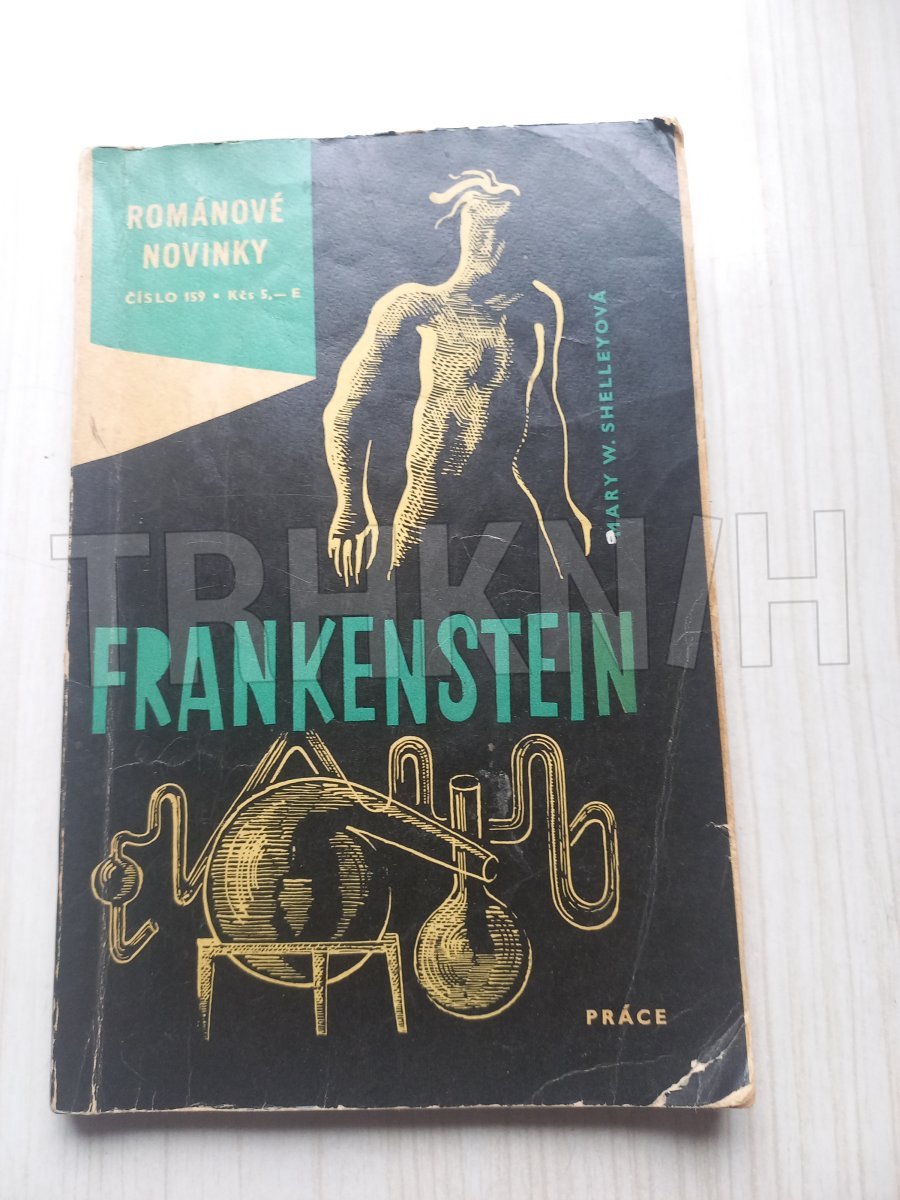 ROMÁNOVÉ
NOVINKY
ČÍSLO 159 • Kčs 5,— E
MARY W. SHELLEYOVÁ
TRHKNIH
FRANKENSTEIN
PRÁCE